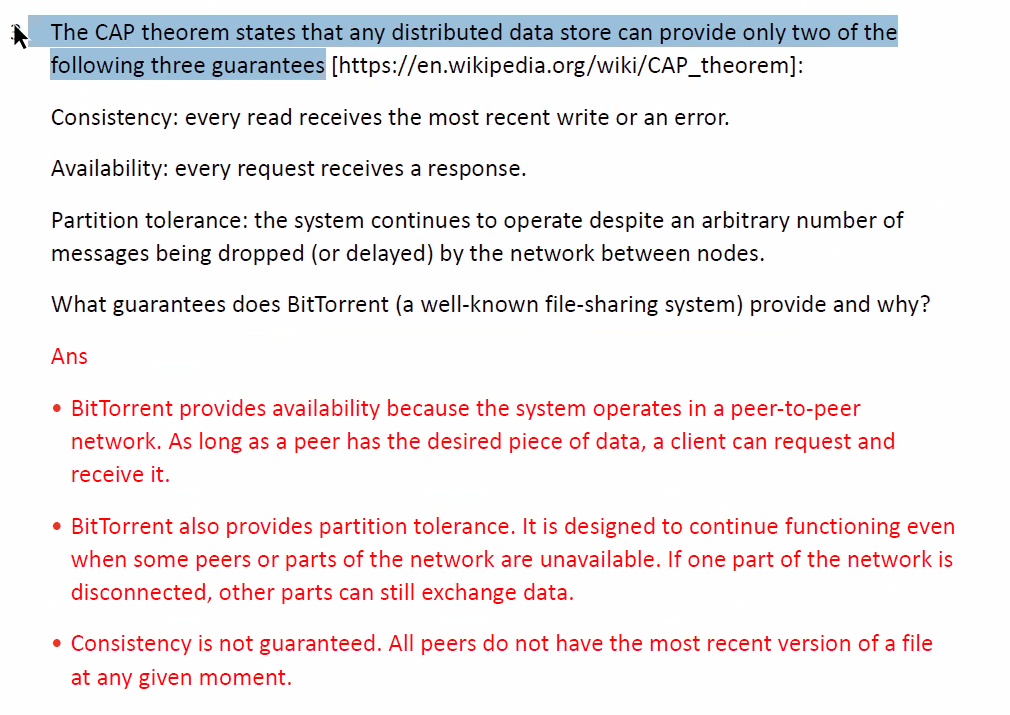 The CAP theorem states that any distributed data store can provide only two of the
following three guarantees [https://en.wikipedia.org/wiki/CAP_theorem]:
Consistency: every read receives the most recent write or an error.
Availability: every request receives a response.
Partition tolerance: the system continues to operate despite an arbitrary number of
messages being dropped (or delayed) by the network between nodes.
What guarantees does BitTorrent (a well-known file-sharing system) provide and why?
Ans
• BitTorrent provides availability because the system operates in a peer-to-peer
network. As long as a peer has the desired piece of data, a client can request and
receive it.
• BitTorrent also provides partition tolerance. It is designed to continue functioning even
when some peers or parts of the network are unavailable. If one part of the network is
disconnected, other parts can still exchange data.
• Consistency is not guaranteed. All peers do not have the most recent version of a file
at any given moment.